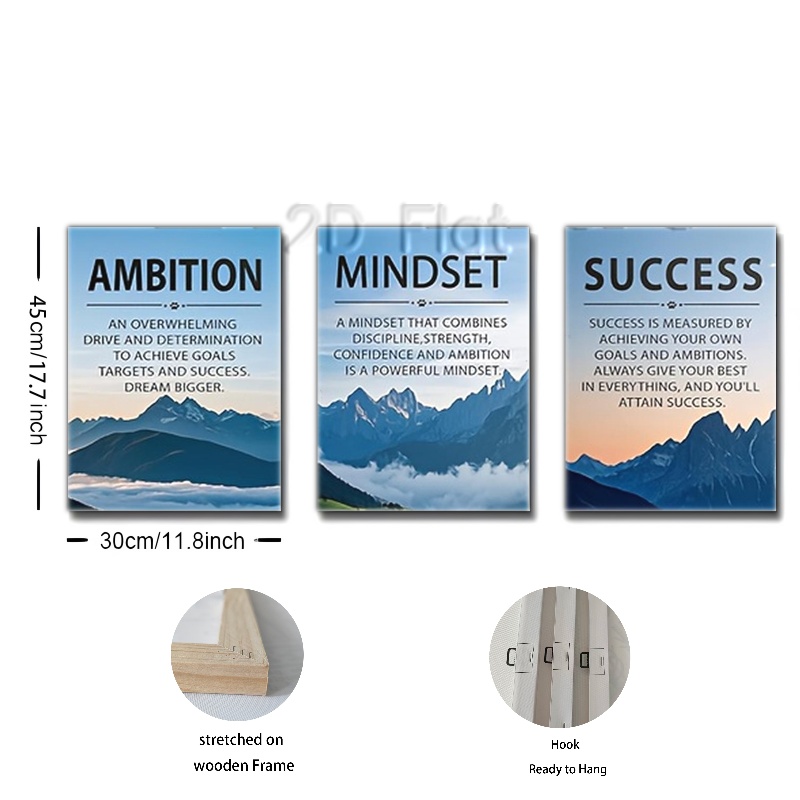 2D Flat
AMBITION
AN OVERWHELMING
DRIVE AND DETERMINATION
TO ACHIEVE GOALS
TARGETS AND SUCCESS.
DREAM BIGGER.
MINDSET
A MINDSET THAT COMBINES
DISCIPLINE,STRENGTH,
CONFIDENCE AND AMBITION
IS A POWERFUL MINDSET.
SUCCESS
SUCCESS IS MEASURED BY
ACHIEVING YOUR OWN
GOALS AND AMBITIONS.
ALWAYS GIVE YOUR BEST
IN EVERYTHING, AND YOU'LL
ATTAIN SUCCESS.
45cm/17.7inch
30cm/11.8inch
stretched on
wooden Frame
Hook
Ready to Hang